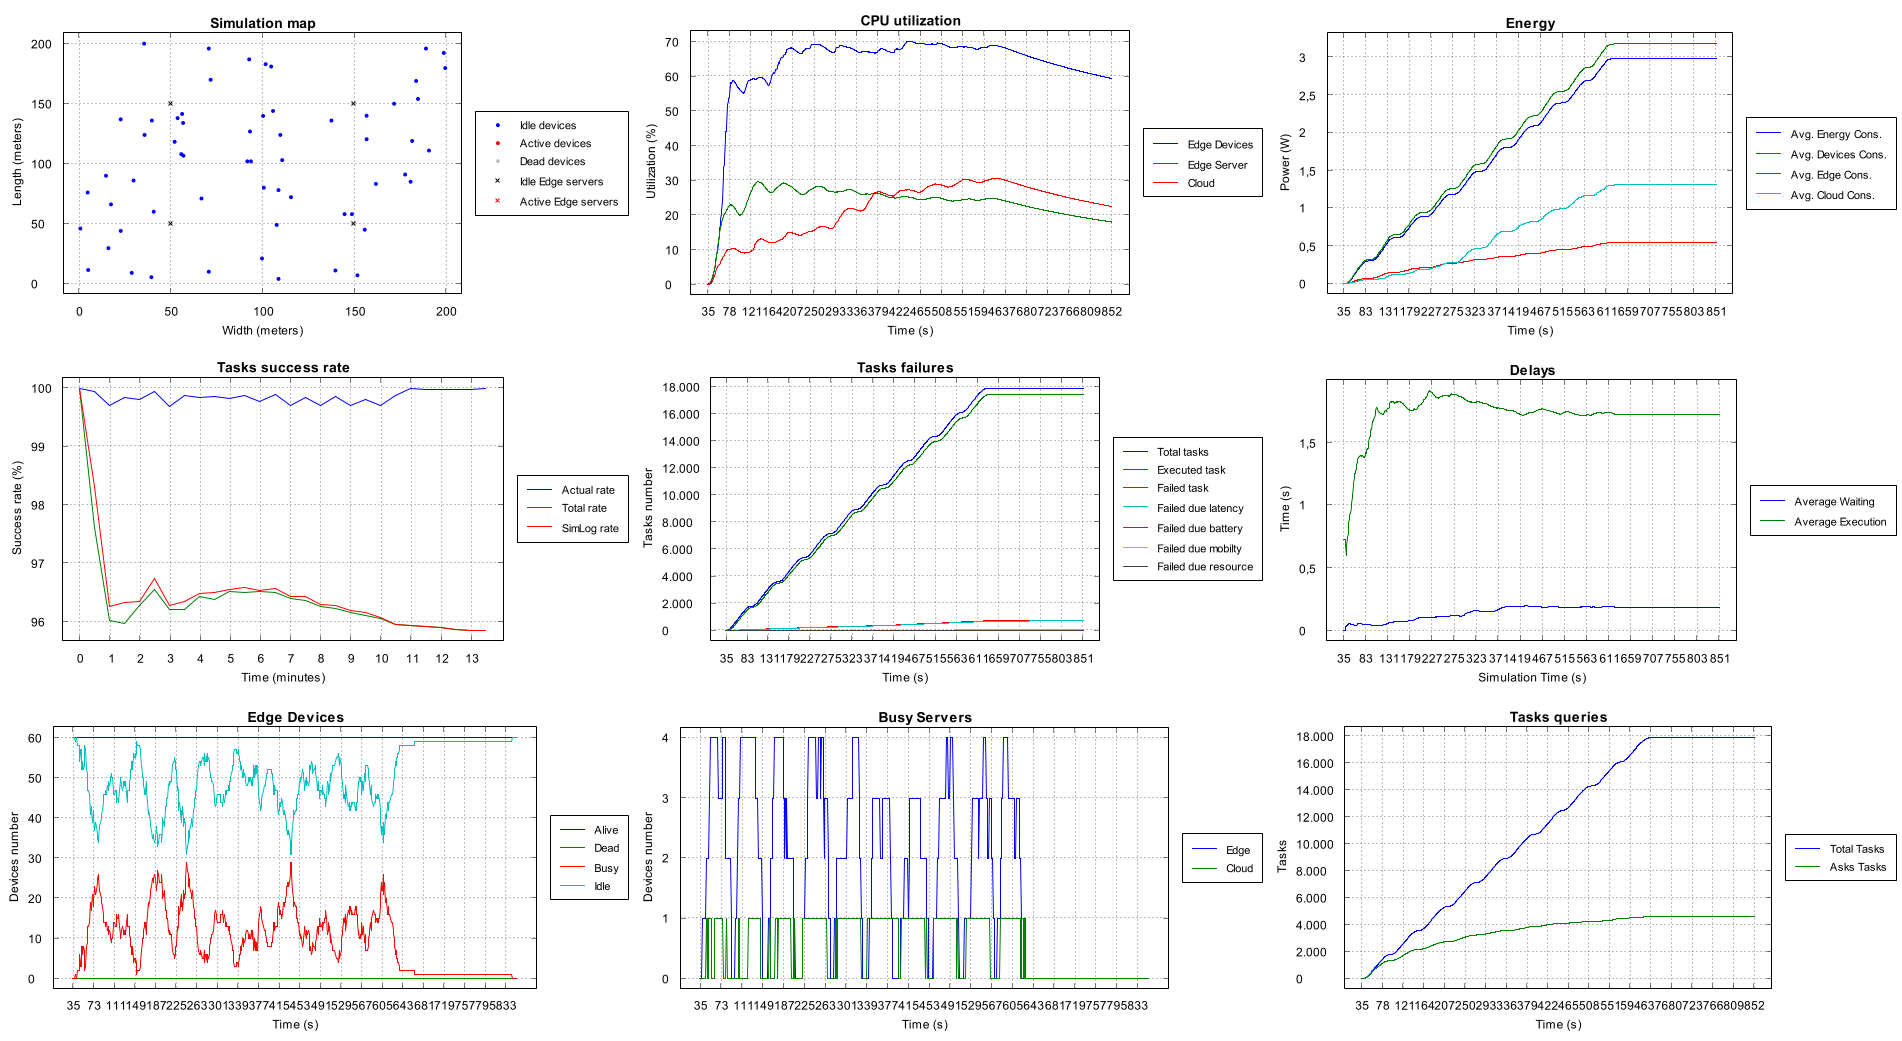 Simulation map
Length (meters)
200
150
100
50
0
0 50 100 150 200
Width (meters)
Idle devices
Active devices
Dead devices
Idle Edge servers
Active Edge servers
CPU utilization
Utilization (%)
70
60
50
40
30
20
10
0
35 78 121164207250293336379422465508551594637680723766809852
Time (s)
Edge Devices
Edge Server
Cloud
Energy
Power (W)
3
2,5
2
1,5
1
0,5
0
35 83 131179227275323371419467515563611659707755803851
Time (s)
Avg. Energy Cons.
Avg. Devices Cons.
Avg. Edge Cons.
Avg. Cloud Cons.
Tasks success rate
Success rate (%)
100
99
98
97
96
0 1 2 3 4 5 6 7 8 9 10 11 12 13
Time (minutes)
Actual rate
Total rate
SimLog rate
Tasks failures
Tasks number
18.000
16.000
14.000
12.000
10.000
8.000
6.000
4.000
2.000
0
35 83 131179227275323371419467515563611659707755803851
Time (s)
Total tasks
Executed task
Failed task
Failed due latency
Failed due battery
Failed due mobilty
Failed due resource
Delays
Time (s)
1,5
1
0,5
0
35 83 131179227275323371419467515563611659707755803851
Simulation Time (s)
Average Waiting
Average Execution
Edge Devices
Devices number
60
50
40
30
20
10
0
35 73 111149187225263301339377415453491529567605643681719757795833
Time (s)
Alive
Dead
Busy
Idle
Busy Servers
Devices number
4
3
2
1
0
35 73 111149187225263301339377415453491529567605643681719757795833
Time (s)
Edge
Cloud
Tasks queries
Tasks
18.000
16.000
14.000
12.000
10.000
8.000
6.000
4.000
2.000
0
35 78 121164207250293336379422465508551594637680723766809852
Time (s)
Total Tasks
Asks Tasks